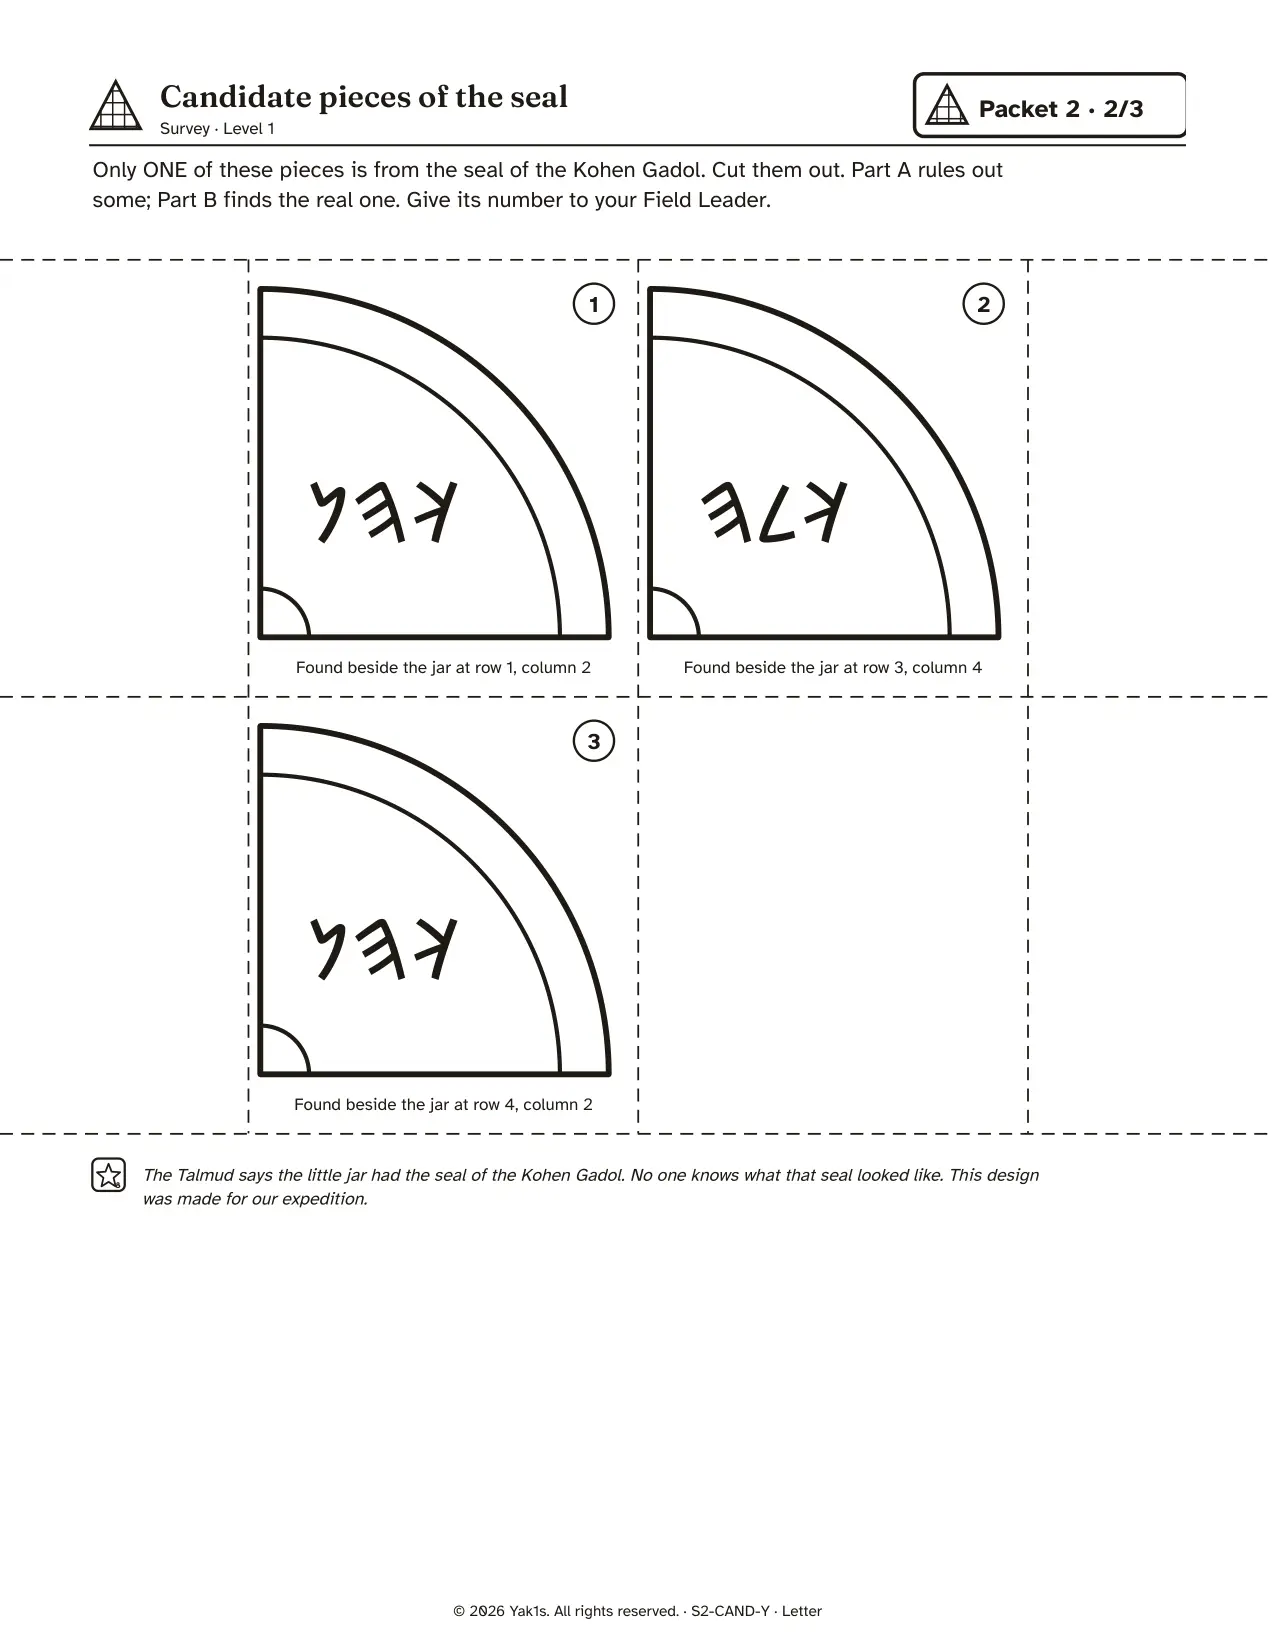 Candidate pieces of the seal
Survey · Level 1
Packet 2 · 2/3
Only ONE of these pieces is from the seal of the Kohen Gadol. Cut them out. Part A rules out
some; Part B finds the real one. Give its number to your Field Leader.
1
𐤊𐤄𐤍
Found beside the jar at row 1, column 2
2
𐤊𐤋𐤄
Found beside the jar at row 3, column 4
3
𐤊𐤄𐤍
Found beside the jar at row 4, column 2
The Talmud says the little jar had the seal of the Kohen Gadol. No one knows what that seal looked like. This design
was made for our expedition.
© 2026 Yak1s. All rights reserved. · S2-CAND-Y · Letter